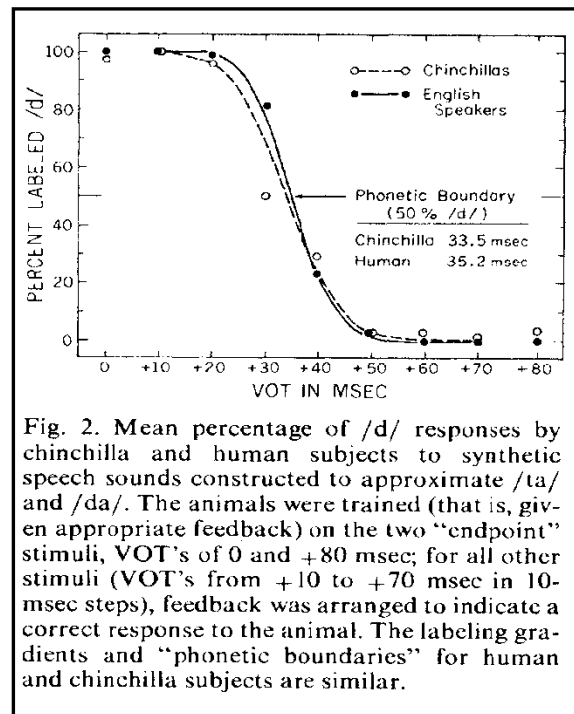 100
80
60
40
20
0
PERCENT LABELED /d/
Chinchillas
English
Speakers
Phonetic Boundary
(50 % /d/)
Chinchilla 33.5 msec
Human 35.2 msec
0 +10 +20 +30 +40 +50 +60 +70 +80
VOT IN MSEC
Fig. 2. Mean percentage of /d/ responses by
chinchilla and human subjects to synthetic
speech sounds constructed to approximate /ta/
and /da/. The animals were trained (that is, giv-
en appropriate feedback) on the two “endpoint”
stimuli, VOT's of 0 and +80 msec; for all other
stimuli (VOT's from +10 to +70 msec in 10-
msec steps), feedback was arranged to indicate a
correct response to the animal. The labeling gra-
dients and “phonetic boundaries” for human
and chinchilla subjects are similar.